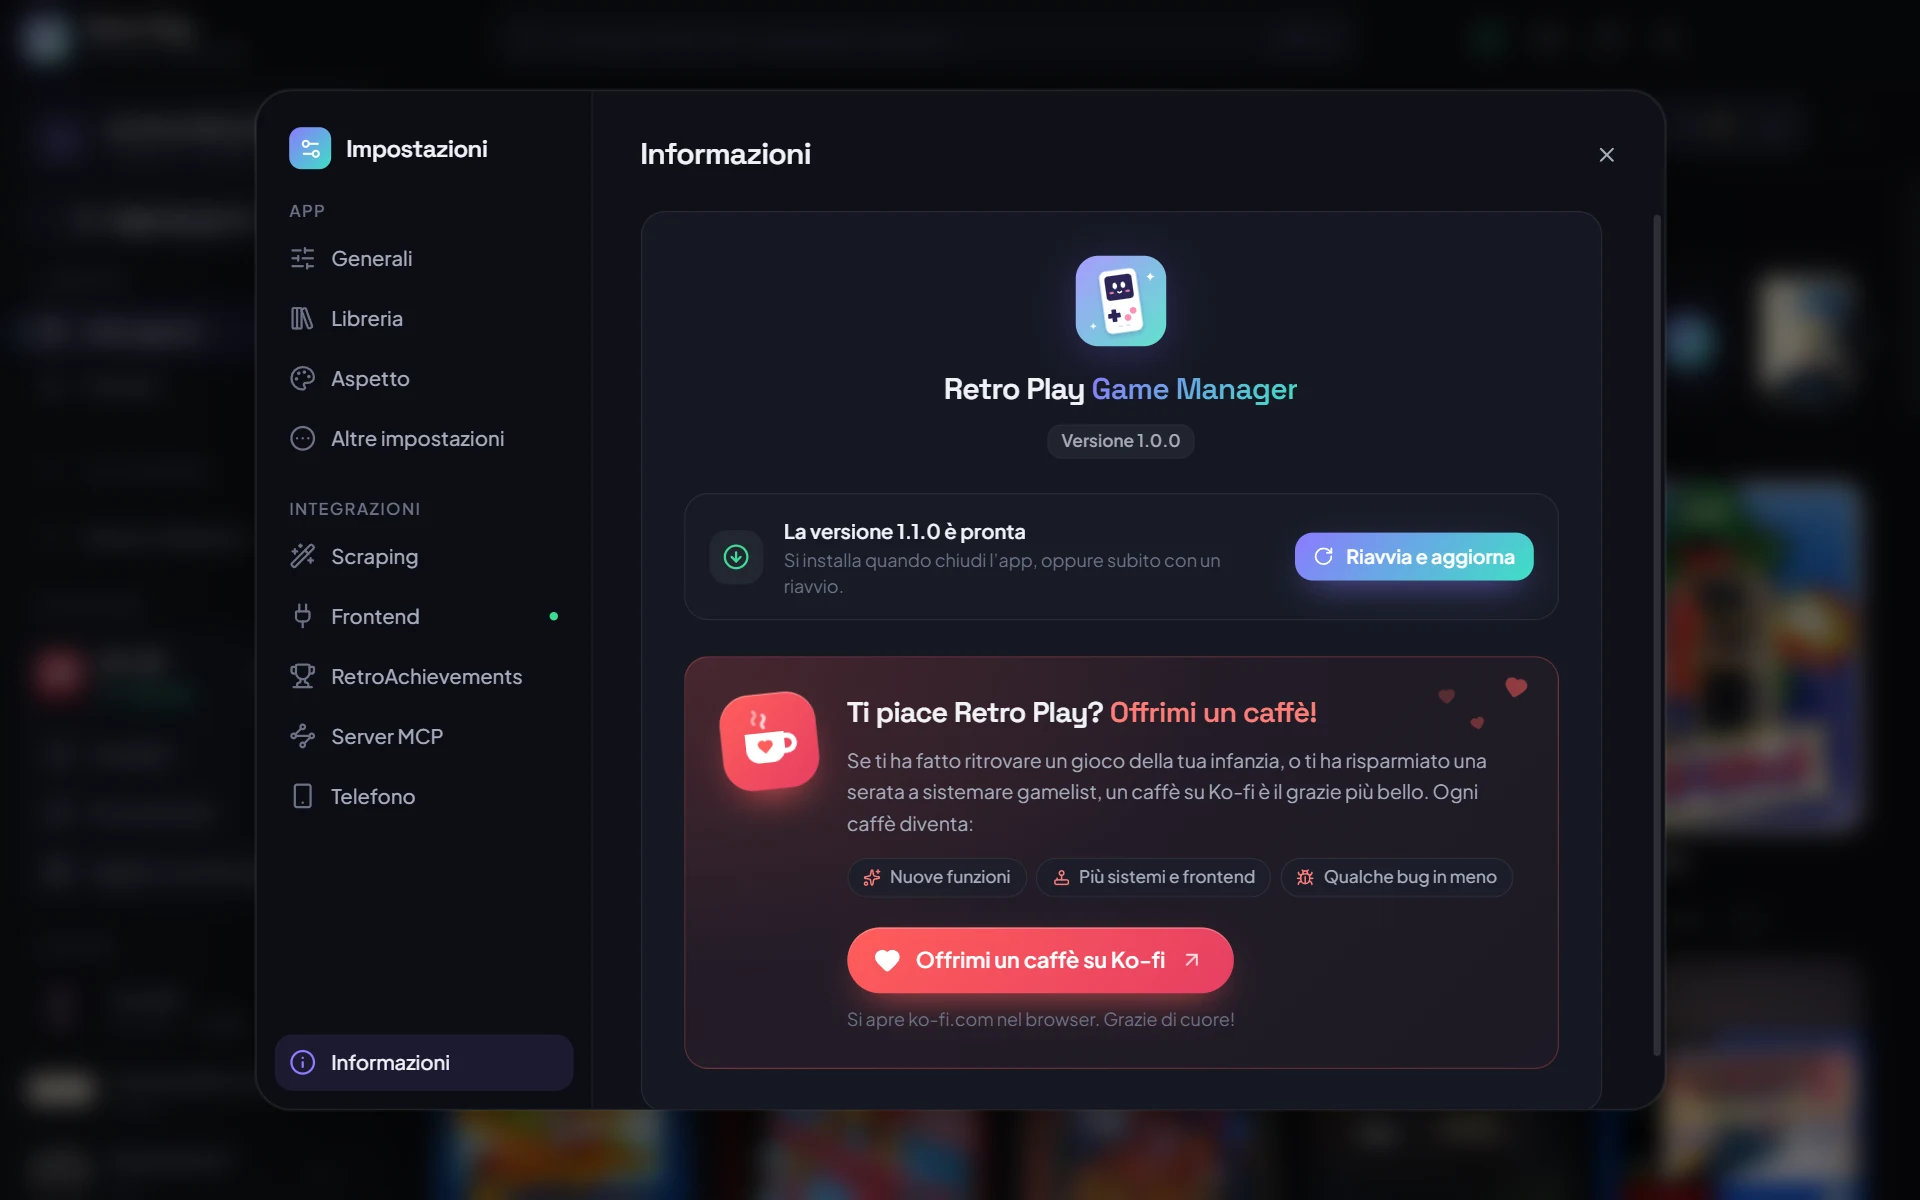 Impostazioni
APP
Generali
Libreria
Aspetto
Altre impostazioni
INTEGRAZIONI
Scraping
Frontend
RetroAchievements
Server MCP
Telefono
Informazioni
Informazioni
Retro Play Game Manager
Versione 1.0.0
La versione 1.1.0 è pronta
Si installa quando chiudi l'app, oppure subito con un
riavvio.
Riavvia e aggiorna
Ti piace Retro Play? Offrimi un caffè!
Se ti ha fatto ritrovare un gioco della tua infanzia, o ti ha risparmiato una
serata a sistemare gamelist, un caffè su Ko-fi è il grazie più bello. Ogni
caffè diventa:
Nuove funzioni
Più sistemi e frontend
Qualche bug in meno
Offrimi un caffè su Ko-fi
Si apre ko-fi.com nel browser. Grazie di cuore!